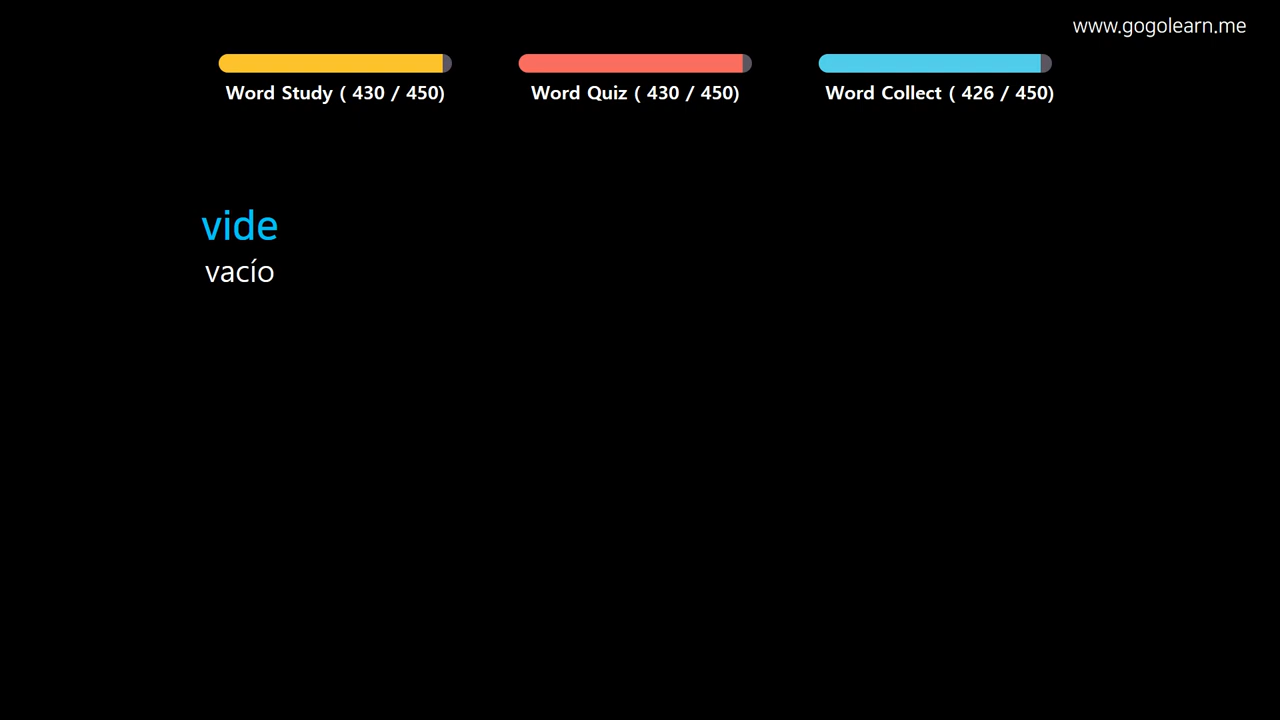 www.gogolearn.me
Word Study ( 430 / 450)
Word Quiz ( 430 / 450)
Word Collect ( 426 / 450)
vide
vacío